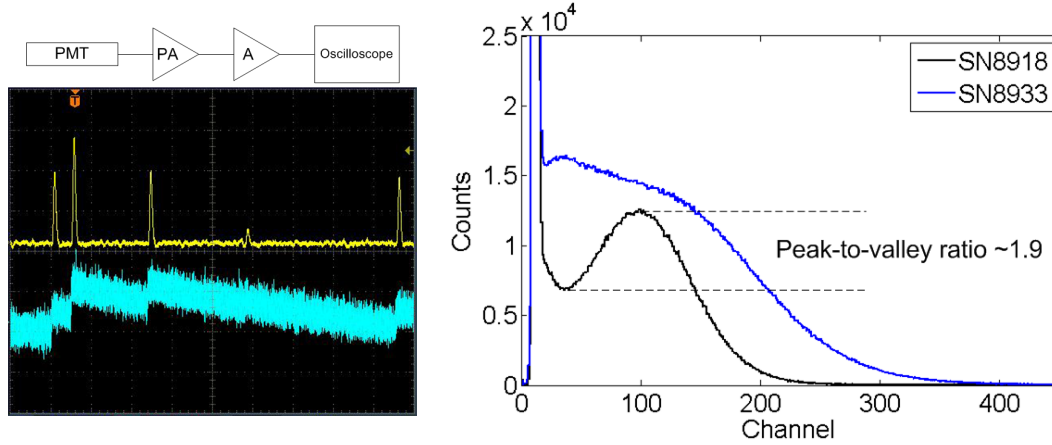 PMT PA A Oscilloscope
T
x 10^4
2.5
2
1.5
1
0.5
0
Counts
SN8918
SN8933
Peak-to-valley ratio ~1.9
0 100 200 300 400
Channel